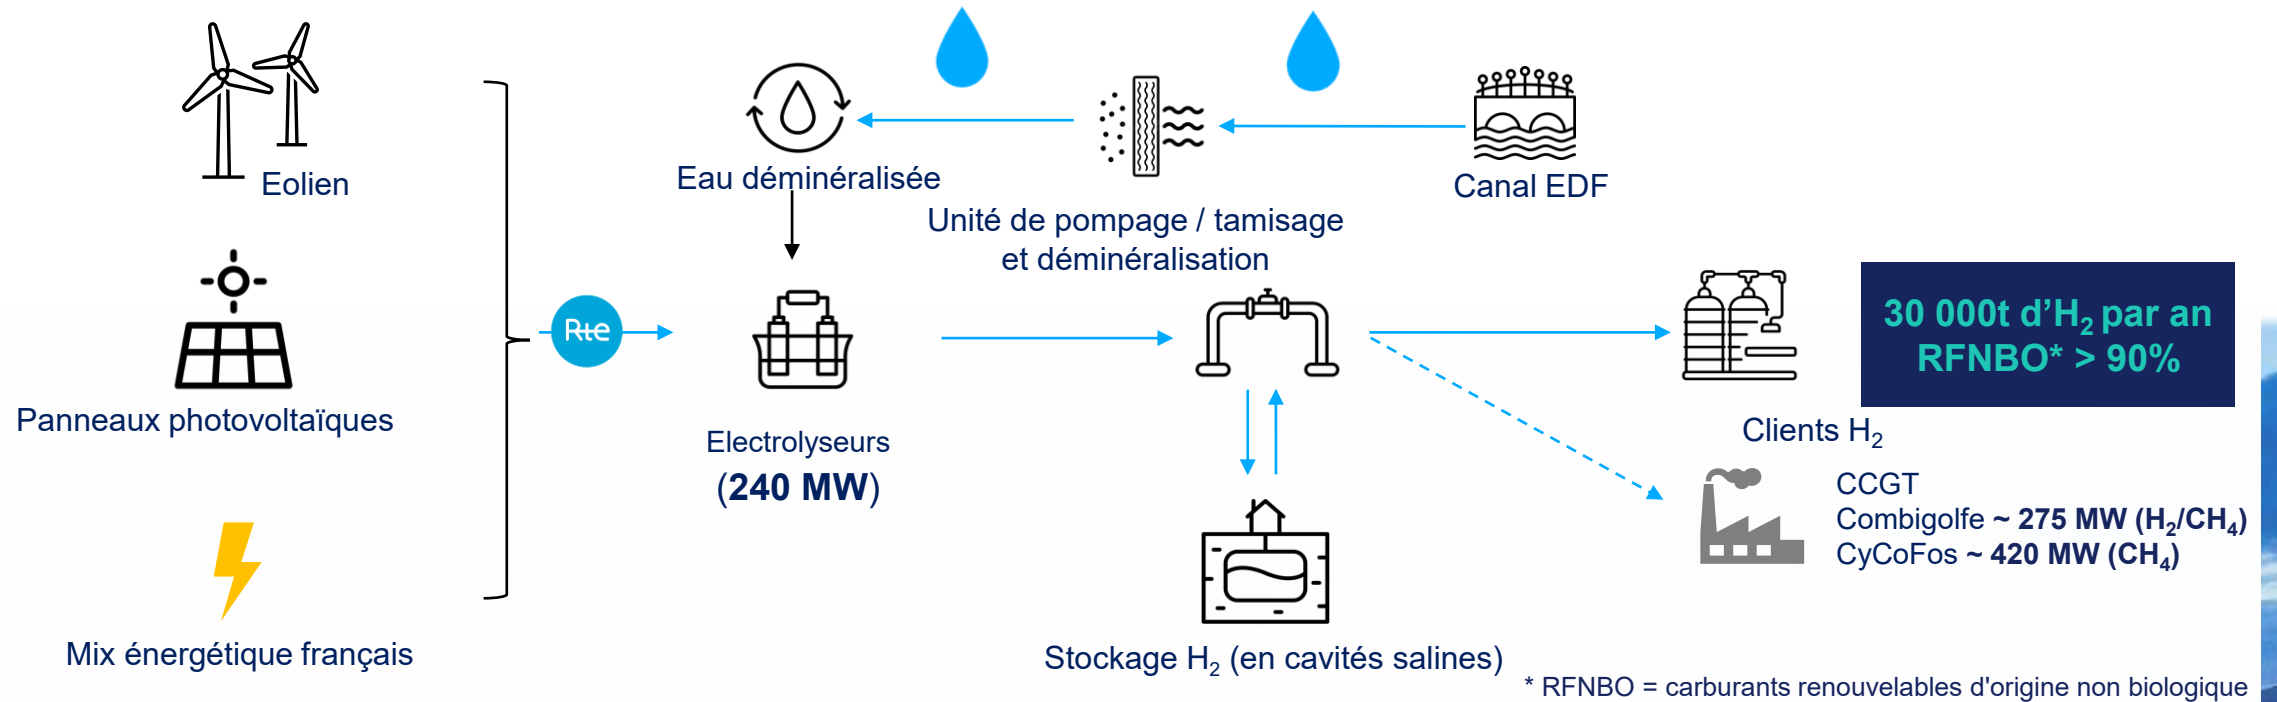 Eolien
Panneaux photovoltaïques
Mix énergétique français
Rte
Eau déminéralisée
Unité de pompage / tamisage
et déminéralisation
Canal EDF
Electrolyseurs
(240 MW)
Stockage H₂ (en cavités salines)
30 000t d’H₂ par an
RFNBO* > 90%
Clients H₂
CCGT
Combigolfe ~ 275 MW (H₂/CH₄)
CyCoFos ~ 420 MW (CH₄)
* RFNBO = carburants renouvelables d'origine non biologique